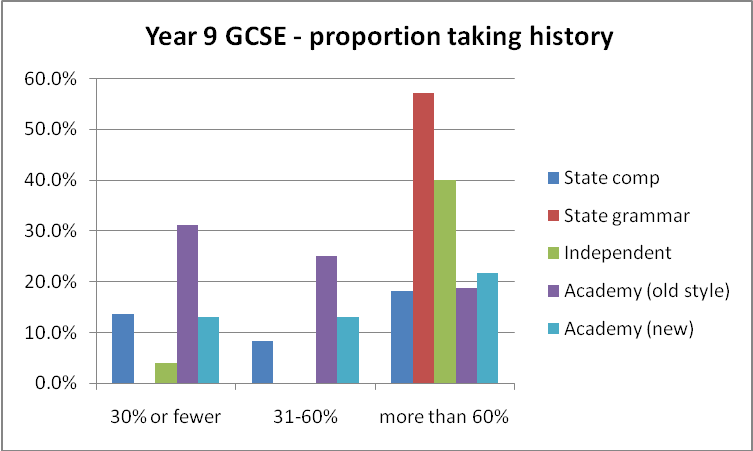 Year 9 GCSE - proportion taking history
60.0%
50.0%
40.0%
30.0%
20.0%
10.0%
0.0%
30% or fewer
31-60%
more than 60%
State comp
State grammar
Independent
Academy (old style)
Academy (new)